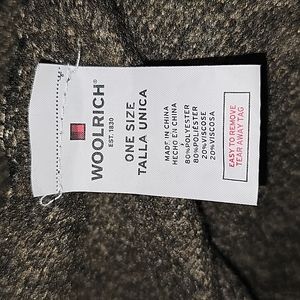 WOOLRICH®
EST. 1830
ONE SIZE
TALLA UNICA
MADE IN CHINA
HECHO EN CHINA
80%POLYESTER
80%POLIÉSTER
20%VISCOSE
20%VISCOSA
EASY TO REMOVE
TEAR AWAY TAG